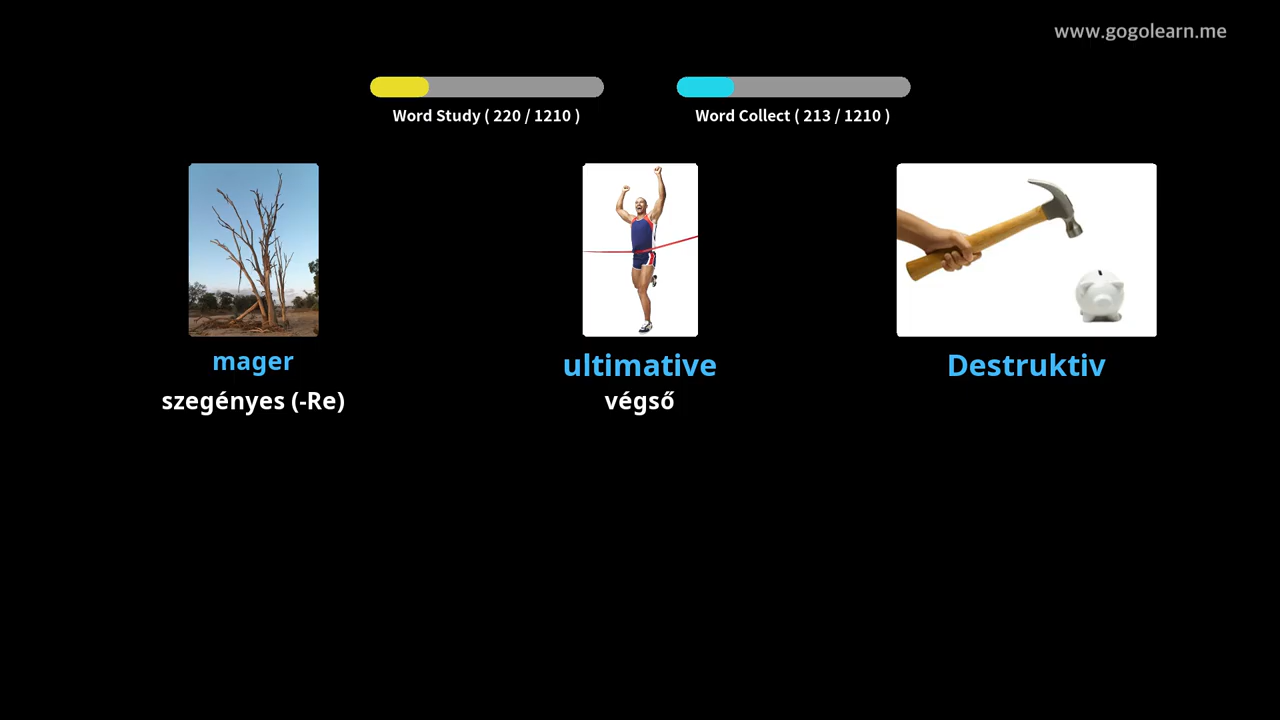 www.gogolearn.me
Word Study ( 220 / 1210 )
Word Collect ( 213 / 1210 )
mager
szegényes (-Re)
ultimative
végső
Destruktiv